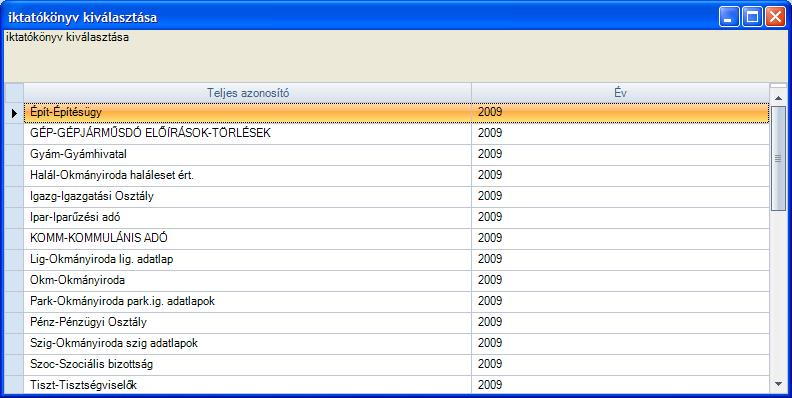 iktatókönyv kiválasztása
iktatókönyv kiválasztása
Teljes azonosító Év
Épít-Építésügy 2009
GÉP-GÉPJÁRMŰSDÓ ELŐÍRÁSOK-TÖRLÉSEK 2009
Gyám-Gyámhivatal 2009
Halál-Okmányiroda haláleset ért. 2009
Igazg-Igazgatási Osztály 2009
Ipar-Iparűzési adó 2009
KOMM-KOMMULÁNIS ADÓ 2009
Lig-Okmányiroda lig. adatlap 2009
Okm-Okmányiroda 2009
Park-Okmányiroda park.ig. adatlapok 2009
Pénz-Pénzügyi Osztály 2009
Szig-Okmányiroda szig adatlapok 2009
Szoc-Szociális bizottság 2009
Tiszt-Tisztségviselők 2009